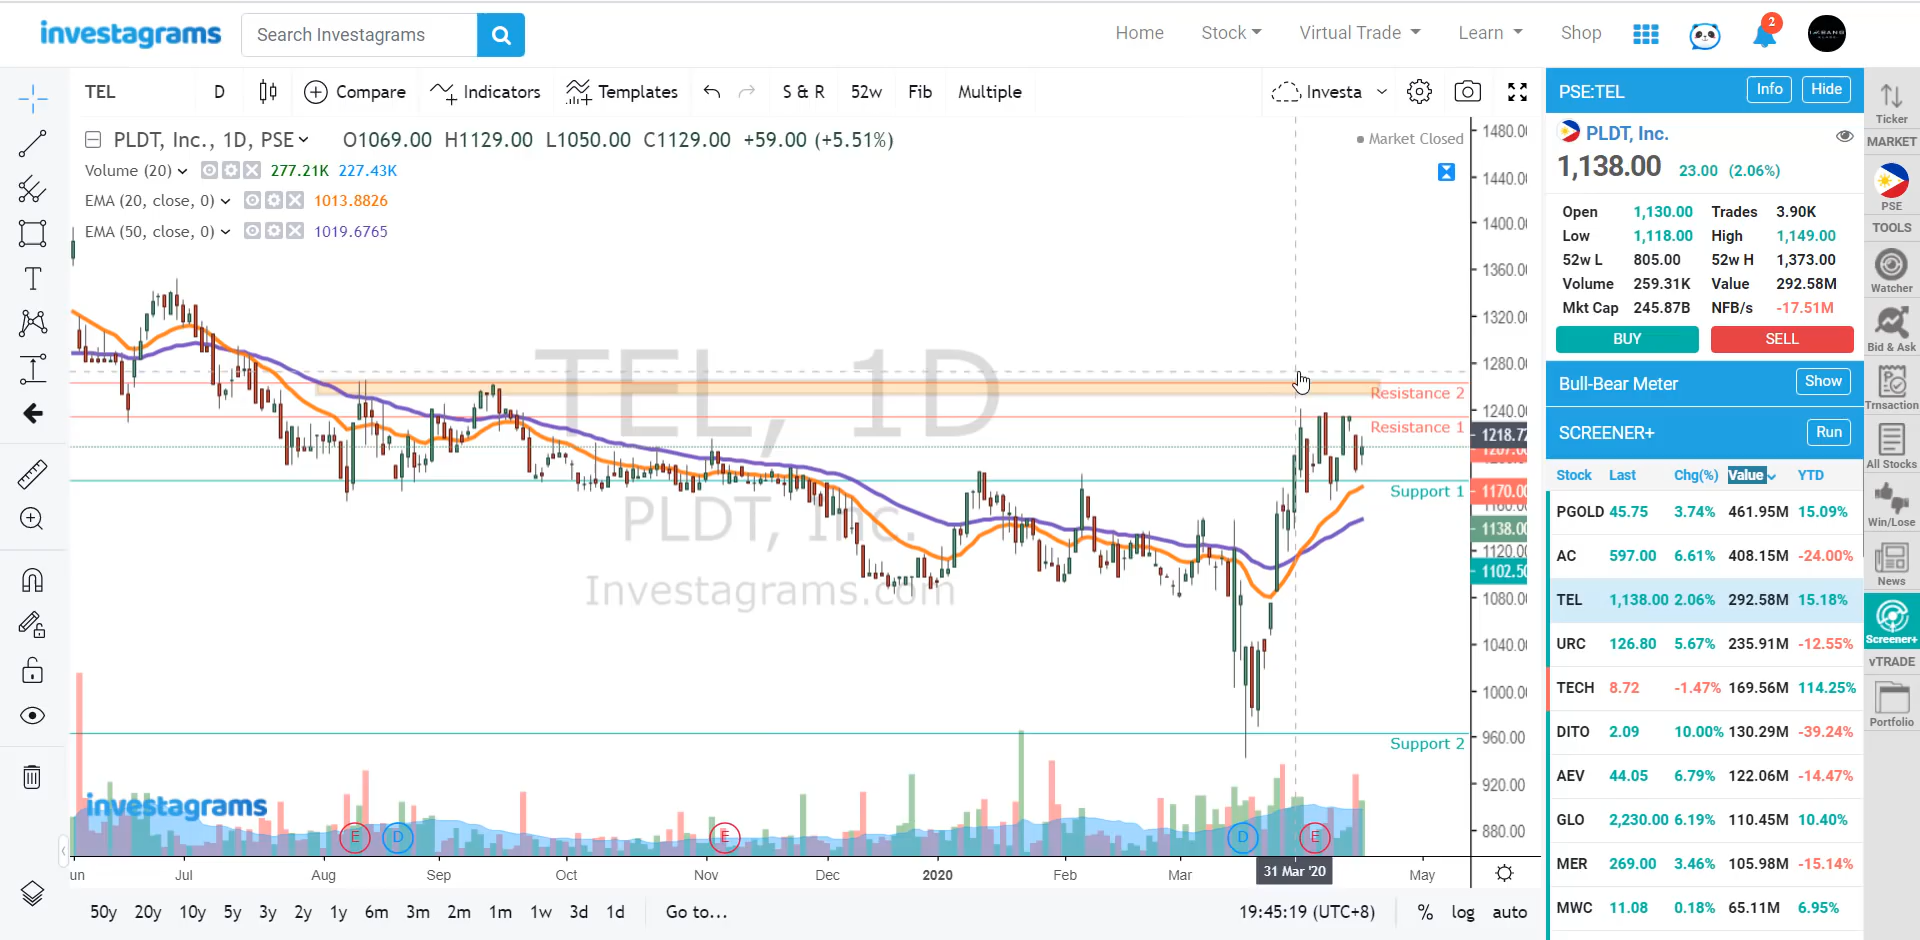 investagrams
Search Investagrams
Home
Stock
Virtual Trade
Learn
Shop
2
TEL
D
Compare
Indicators
Templates
S & R
52w
Fib
Multiple
Investa
PLDT, Inc., 1D, PSE
O1069.00 H1129.00 L1050.00 C1129.00 +59.00 (+5.51%)
Market Closed
Volume (20)
277.21K 227.43K
EMA (20, close, 0)
1013.8826
EMA (50, close, 0)
1019.6765
TEL, 1D
PLDT, Inc.
Investagrams.com
Resistance 2
Resistance 1
Support 1
Support 2
1440.00
1400.00
1360.00
1320.00
1280.00
1240.00
1218.72
1170.00
1138.00
1120.00
1102.50
1080.00
1040.00
1000.00
960.00
920.00
880.00
investagrams
E
D
E
D
E
Jul
Aug
Sep
Oct
Nov
Dec
2020
Feb
Mar
31 Mar '20
May
50y 20y 10y 5y 3y 2y 1y 6m 3m 2m 1m 1w 3d 1d Go to...
19:45:19 (UTC+8)
% log auto
PSE:TEL
Info
Hide
PLDT, Inc.
1,138.00 23.00 (2.06%)
Open 1,130.00 Trades 3.90K
Low 1,118.00 High 1,149.00
52w L 805.00 52w H 1,373.00
Volume 259.31K Value 292.58M
Mkt Cap 245.87B NFB/s -17.51M
BUY
SELL
Bull-Bear Meter
Show
SCREENER+
Run
Stock Last Chg(%) Value YTD
PGOLD 45.75 3.74% 461.95M 15.09%
AC 597.00 6.61% 408.15M -24.00%
TEL 1,138.00 2.06% 292.58M 15.18%
URC 126.80 5.67% 235.91M -12.55%
TECH 8.72 -1.47% 169.56M 114.25%
DITO 2.09 10.00% 130.29M -39.24%
AEV 44.05 6.79% 122.06M -14.47%
GLO 2,230.00 6.19% 110.45M 10.40%
MER 269.00 3.46% 105.98M -15.14%
MWC 11.08 0.18% 65.11M 6.95%
Ticker
MARKET
PSE
TOOLS
Watcher
Bid & Ask
Trnsaction
All Stocks
Win/Lose
News
Screener+
vTRADE
Portfolio